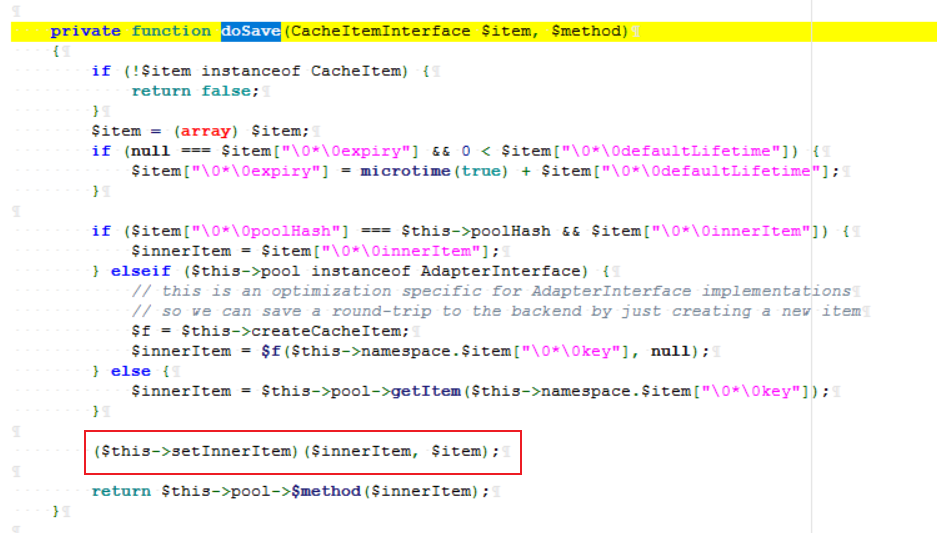 private function doSave(CacheItemInterface $item, $method)
{
if (!$item instanceof CacheItem) {
return false;
}
$item = (array) $item;
if (null === $item["\0*\0expiry"] && 0 < $item["\0*\0defaultLifetime"]) {
$item["\0*\0expiry"] = microtime(true) + $item["\0*\0defaultLifetime"];
}
if ($item["\0*\0poolHash"] === $this->poolHash && $item["\0*\0innerItem"]) {
$innerItem = $item["\0*\0innerItem"];
} elseif ($this->pool instanceof AdapterInterface) {
// this is an optimization specific for AdapterInterface implementations
// so we can save a round-trip to the backend by just creating a new item
$f = $this->createCacheItem;
$innerItem = $f($this->namespace.$item["\0*\0key"], null);
} else {
$innerItem = $this->pool->getItem($this->namespace.$item["\0*\0key"]);
}
($this->setInnerItem)($innerItem, $item);
return $this->pool->$method($innerItem);
}